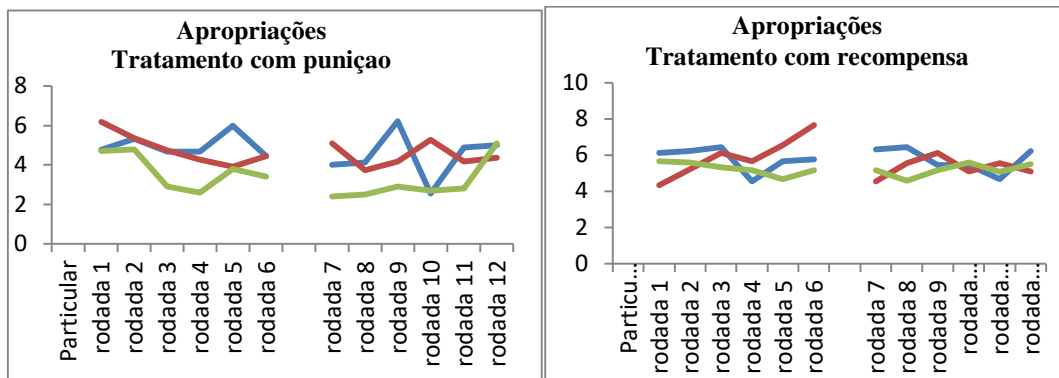 Apropriações
Tratamento com puniçao
8
6
4
2
0
Particular
rodada 1
rodada 2
rodada 3
rodada 4
rodada 5
rodada 6
rodada 7
rodada 8
rodada 9
rodada 10
rodada 11
rodada 12
Apropriações
Tratamento com recompensa
10
8
6
4
2
0
Particu...
rodada 1
rodada 2
rodada 3
rodada 4
rodada 5
rodada 6
rodada 7
rodada 8
rodada 9
rodada...
rodada...
rodada...